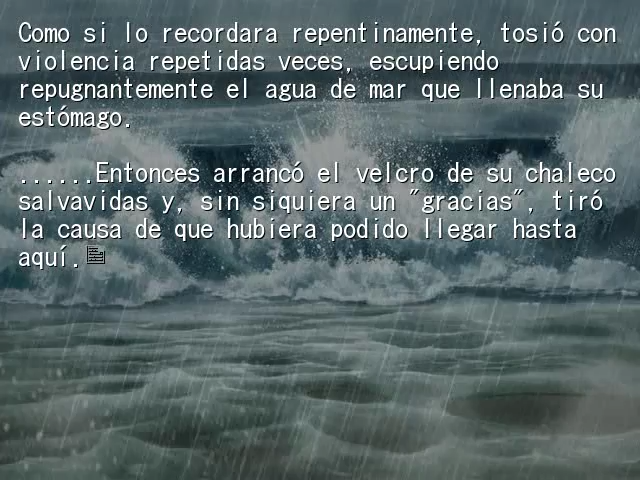 Como si lo recordara repentinamente, tosió con
violencia repetidas veces, escupiendo
repugnantemente el agua de mar que llenaba su
estómago.
......Entonces arrancó el velcro de su chaleco
salvavidas y, sin siquiera un "gracias", tiró
la causa de que hubiera podido llegar hasta
aquí.